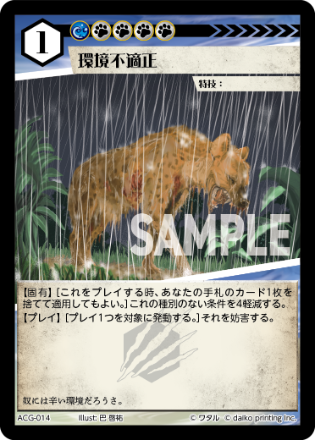 1
環境不適正
特技：
SAMPLE
【固有】[これをプレイする時、あなたの手札のカード1枚を
捨てて適用してもよい。]これの種別のない条件を4軽減する。
【プレイ】[プレイ1つを対象に発動する。]それを妨害する。
奴には辛い環境だろうさ。
ACG-014 Illust: 巴 啓祐 © ワタル © daiko printing inc.